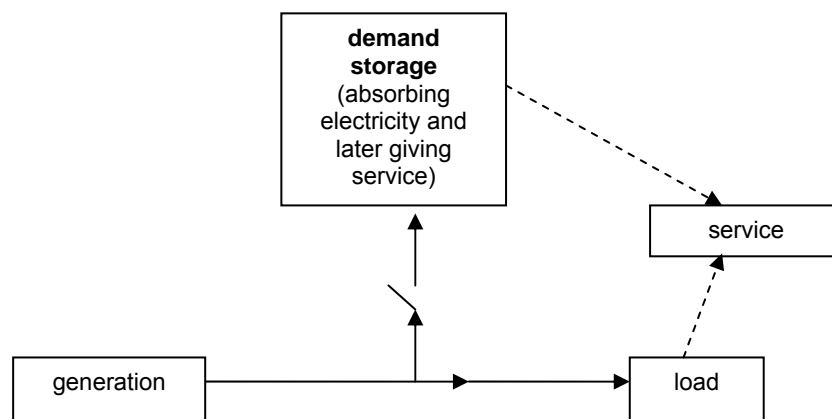 demand
storage
(absorbing
electricity and
later giving
service)
service
generation
load